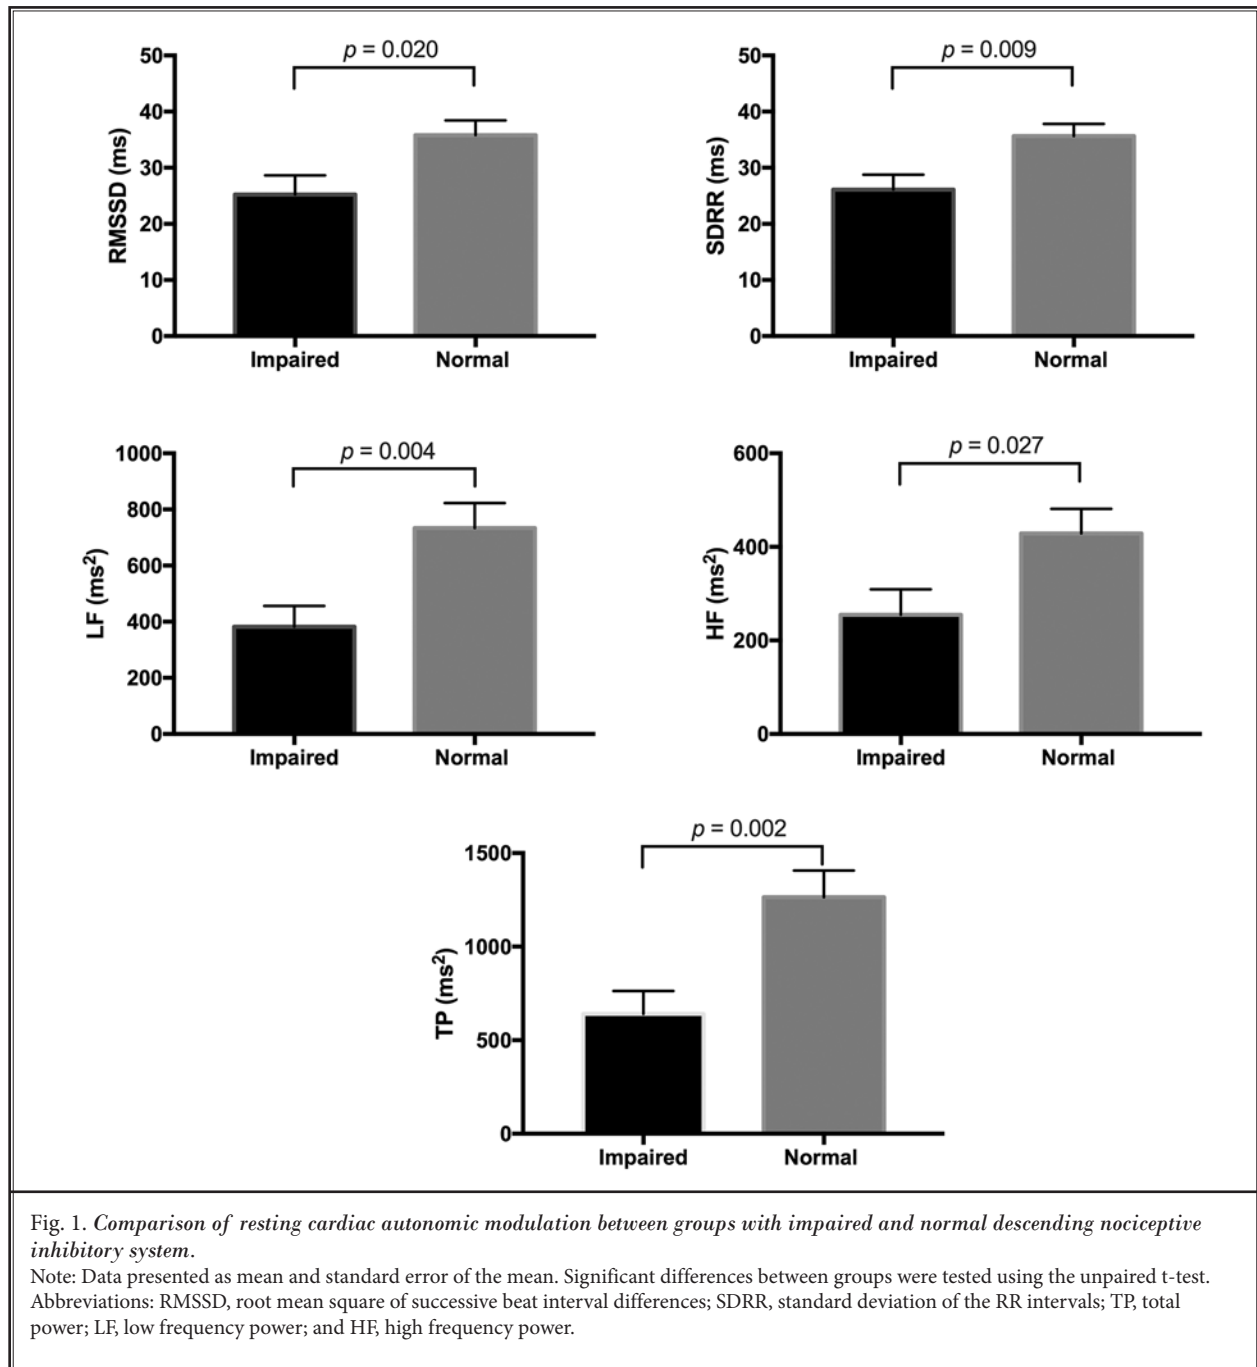 p = 0.020
50
40
30
20
10
0
RMSSD (ms)
Impaired Normal
p = 0.009
50
40
30
20
10
0
SDRR (ms)
Impaired Normal
p = 0.004
1000
800
600
400
200
0
LF (ms²)
Impaired Normal
p = 0.027
600
400
200
0
HF (ms²)
Impaired Normal
p = 0.002
1500
1000
500
0
TP (ms²)
Impaired Normal
Fig. 1. Comparison of resting cardiac autonomic modulation between groups with impaired and normal descending nociceptive
inhibitory system.
Note: Data presented as mean and standard error of the mean. Significant differences between groups were tested using the unpaired t-test.
Abbreviations: RMSSD, root mean square of successive beat interval differences; SDRR, standard deviation of the RR intervals; TP, total
power; LF, low frequency power; and HF, high frequency power.